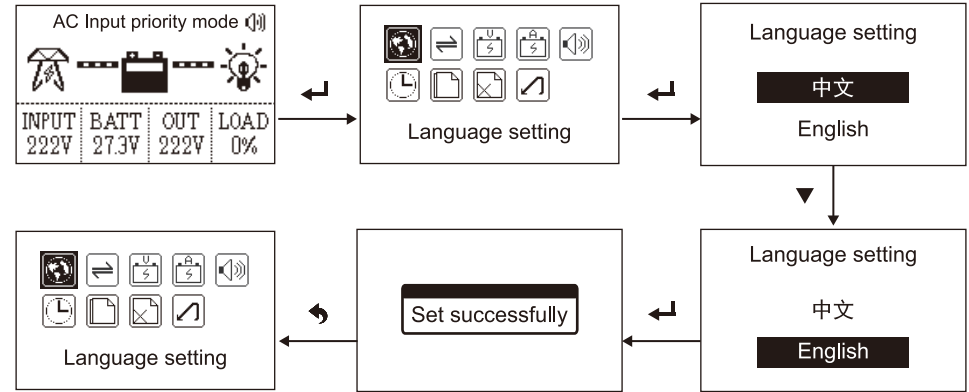 AC Input priority mode
INPUT BATT OUT LOAD
222V 27.3V 222V 0%
U A
Language setting
Language setting
中文
English
Language setting
中文
English
Set successfully
U A
Language setting